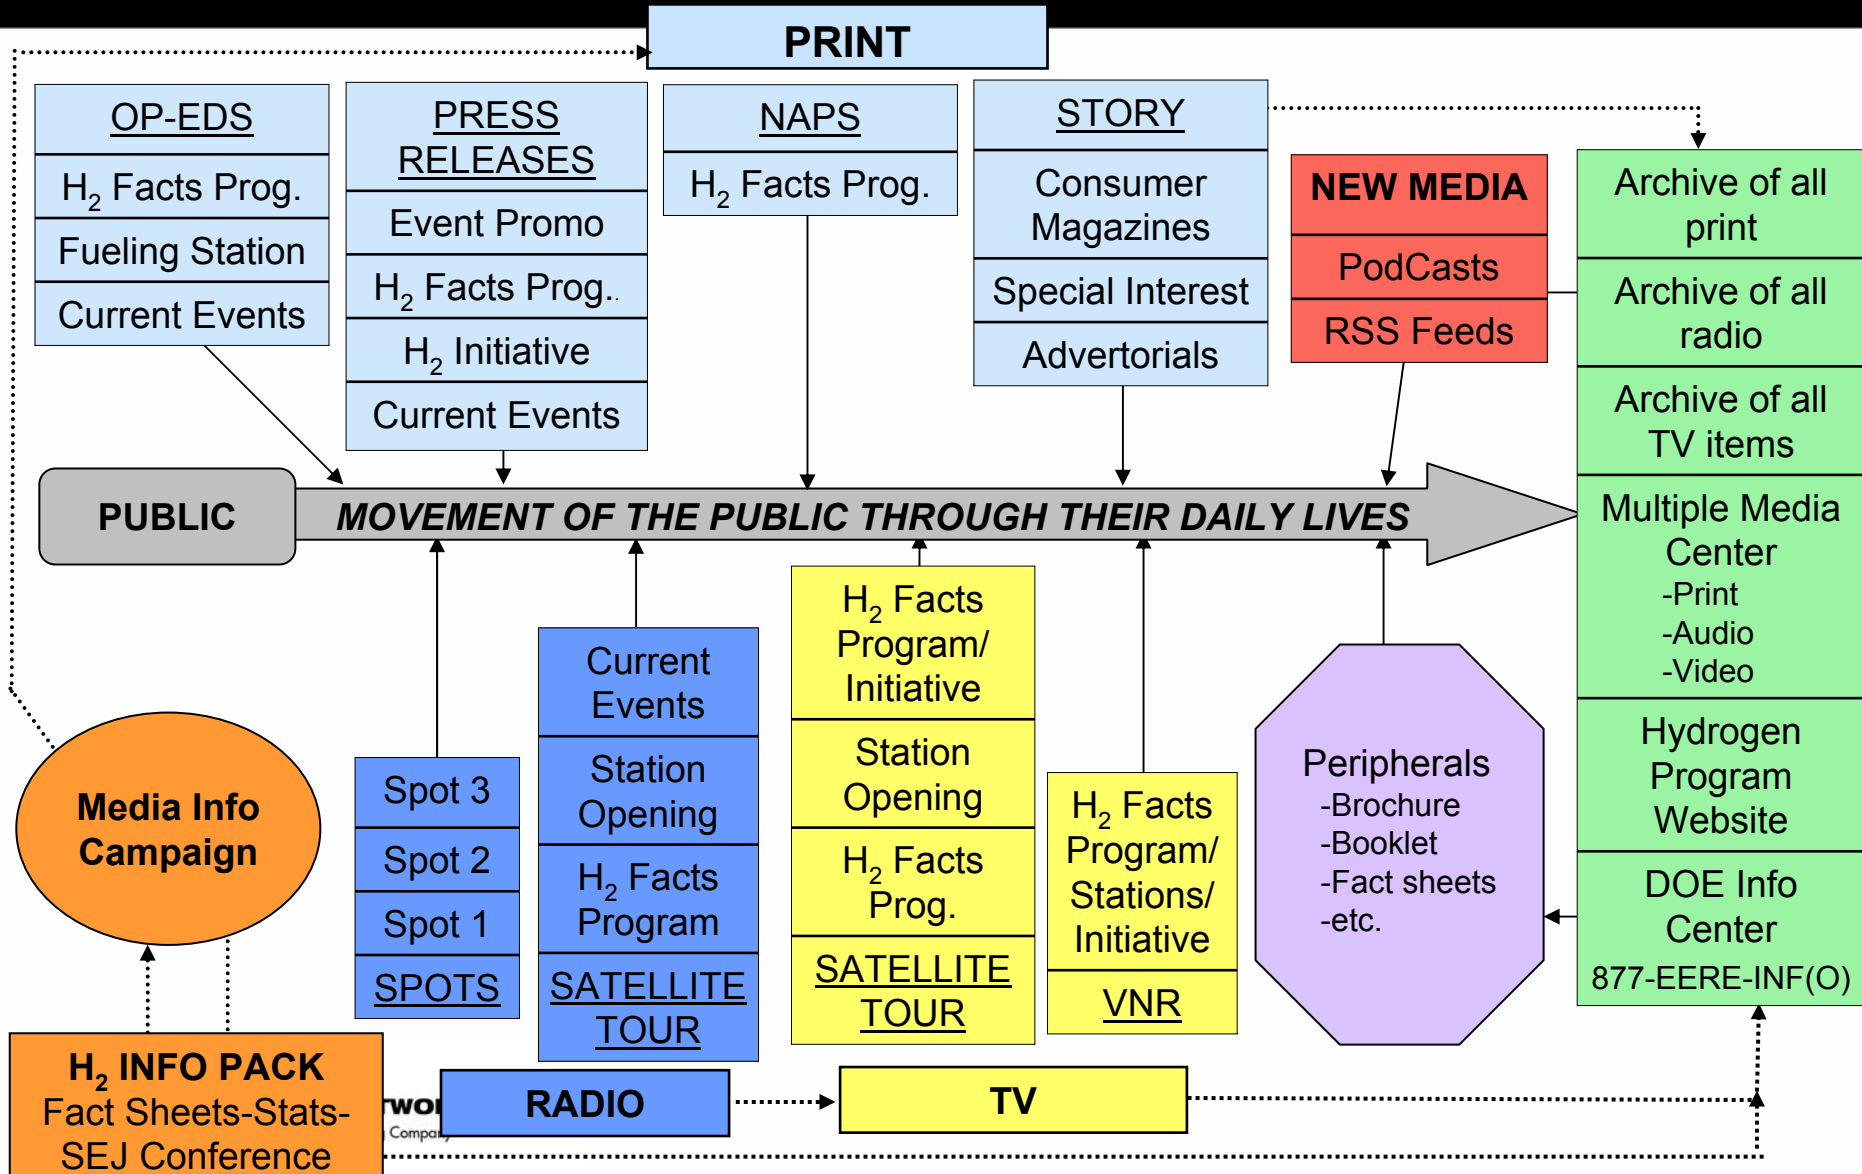 PRINT
OP-EDS
H₂ Facts Prog.
Fueling Station
Current Events
PRESS
RELEASES
Event Promo
H₂ Facts Prog..
H₂ Initiative
Current Events
NAPS
H₂ Facts Prog.
STORY
Consumer
Magazines
Special Interest
Advertorials
NEW MEDIA
PodCasts
RSS Feeds
Archive of all
print
Archive of all
radio
Archive of all
TV items
Multiple Media
Center
-Print
-Audio
-Video
Hydrogen
Program
Website
DOE Info
Center
877-EERE-INF(O)
PUBLIC
MOVEMENT OF THE PUBLIC THROUGH THEIR DAILY LIVES
Media Info
Campaign
Spot 3
Spot 2
Spot 1
SPOTS
Current
Events
Station
Opening
H₂ Facts
Program
SATELLITE
TOUR
H₂ Facts
Program/
Initiative
Station
Opening
H₂ Facts
Prog.
SATELLITE
TOUR
H₂ Facts
Program/
Stations/
Initiative
VNR
Peripherals
-Brochure
-Booklet
-Fact sheets
-etc.
H₂ INFO PACK
Fact Sheets-Stats-
SEJ Conference
Company
RADIO
TV